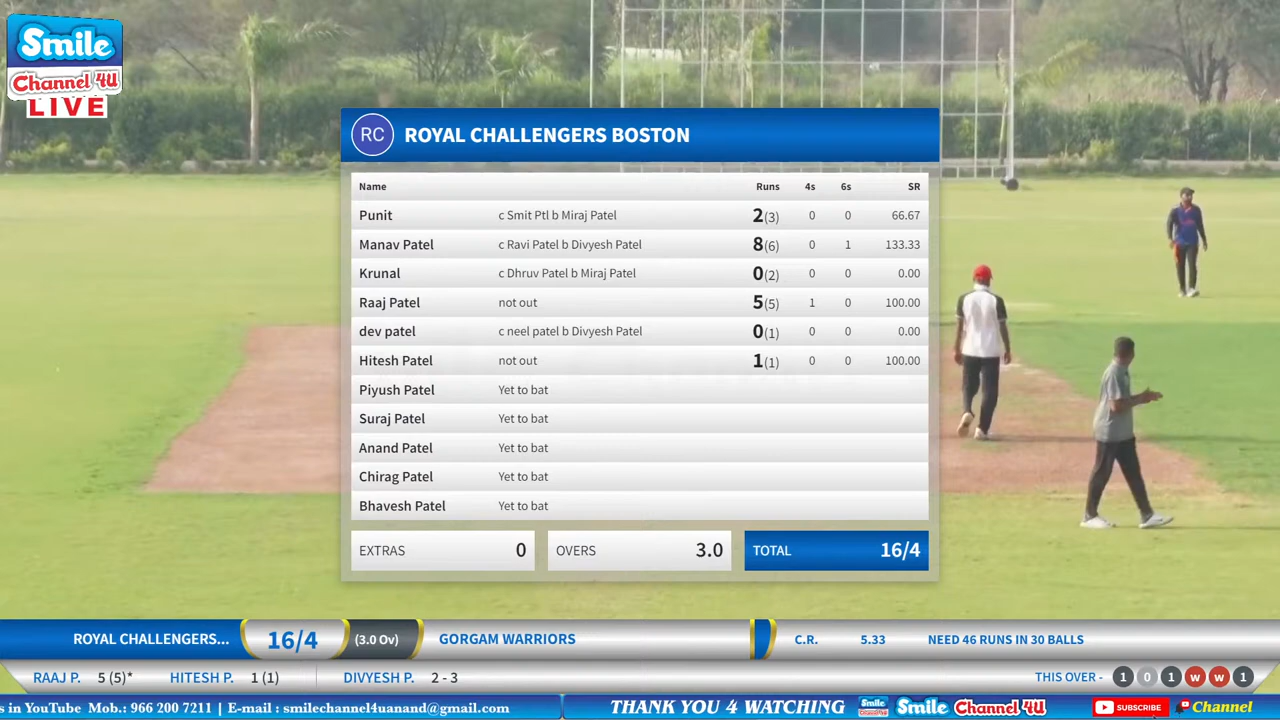 Smile
Channel 4U
LIVE
RC ROYAL CHALLENGERS BOSTON
Name Runs 4s 6s SR
Punit c Smit Ptl b Miraj Patel 2(3) 0 0 66.67
Manav Patel c Ravi Patel b Divyesh Patel 8(6) 0 1 133.33
Krunal c Dhruv Patel b Miraj Patel 0(2) 0 0 0.00
Raaj Patel not out 5(5) 1 0 100.00
dev patel c neel patel b Divyesh Patel 0(1) 0 0 0.00
Hitesh Patel not out 1(1) 0 0 100.00
Piyush Patel Yet to bat
Suraj Patel Yet to bat
Anand Patel Yet to bat
Chirag Patel Yet to bat
Bhavesh Patel Yet to bat
EXTRAS 0 OVERS 3.0 TOTAL 16/4
ROYAL CHALLENGERS... 16/4 (3.0 Ov) GORGAM WARRIORS C.R. 5.33 NEED 46 RUNS IN 30 BALLS
RAAJ P. 5 (5)* HITESH P. 1 (1) DIVYESH P. 2 - 3 THIS OVER - 1 0 1 W W 1
s in YouTube Mob.: 966 200 7211 | E-mail : smilechannel4uanand@gmail.com THANK YOU 4 WATCHING Smile Smile Channel 4U SUBSCRIBE Channel